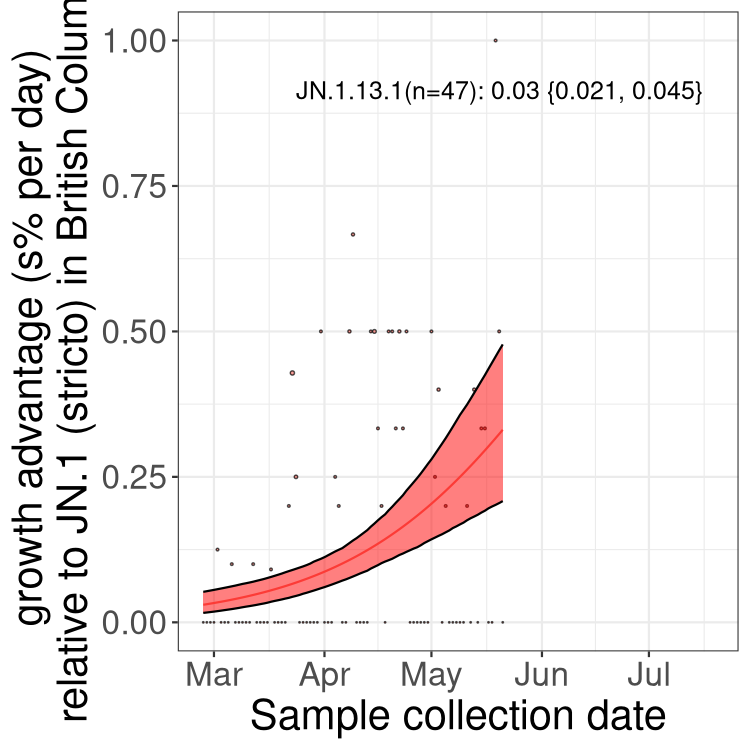 growth advantage (s% per day)
relative to JN.1 (stricto) in British Colum
1.00
0.75
0.50
0.25
0.00
JN.1.13.1(n=47): 0.03 {0.021, 0.045}
Mar Apr May Jun Jul
Sample collection date